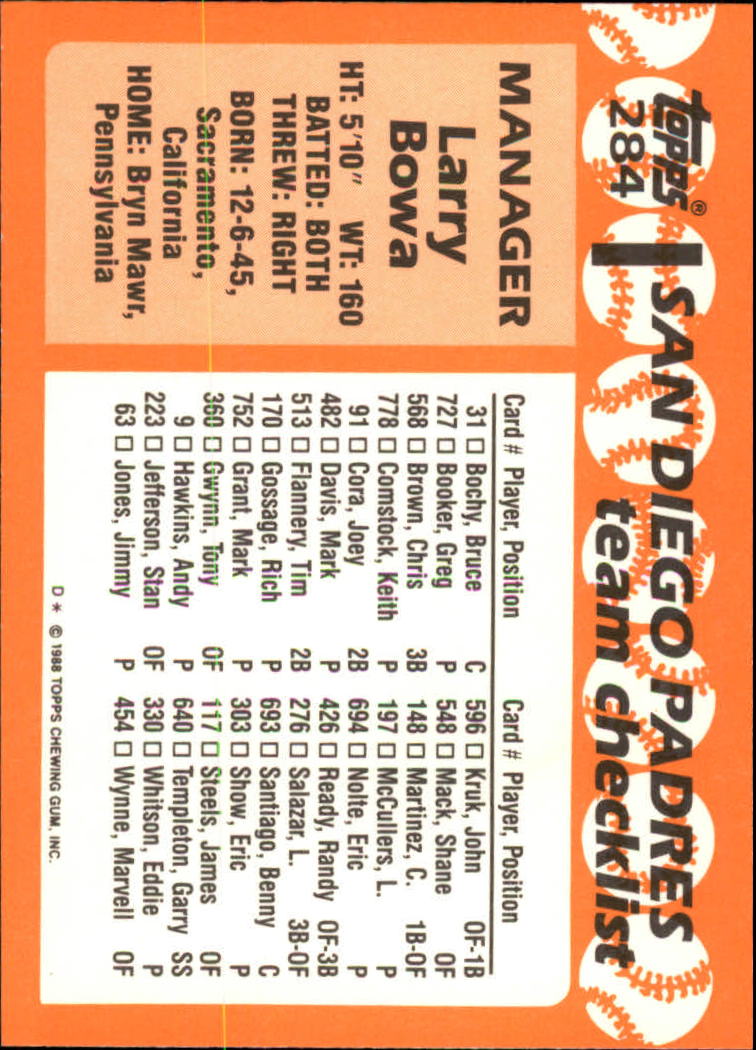 topps®
284
SAN DIEGO PADRES
team checklist
MANAGER
Larry
Bowa
HT: 5'10" WT: 160
BATTED: BOTH
THREW: RIGHT
BORN: 12-6-45,
Sacramento,
California
HOME: Bryn Mawr,
Pennsylvania
Card # Player, Position
31 □ Bochy, Bruce C
727 □ Booker, Greg P
568 □ Brown, Chris 3B
778 □ Comstock, Keith P
91 □ Cora, Joey 2B
482 □ Davis, Mark P
513 □ Flannery, Tim 2B
170 □ Gossage, Rich P
752 □ Grant, Mark P
360 □ Gwynn, Tony OF
9 □ Hawkins, Andy P
223 □ Jefferson, Stan OF
63 □ Jones, Jimmy P
Card # Player, Position
596 □ Kruk, John OF-1B
548 □ Mack, Shane OF
148 □ Martinez, C. 1B-OF
197 □ McCullers, L. P
694 □ Nolte, Eric P
426 □ Ready, Randy OF-3B
276 □ Salazar, L. 3B-OF
693 □ Santiago, Benny C
303 □ Show, Eric P
117 □ Steels, James OF
640 □ Templeton, Garry SS
330 □ Whitson, Eddie P
454 □ Wynne, Marvell OF
D * © 1988 TOPPS CHEWING GUM, INC.